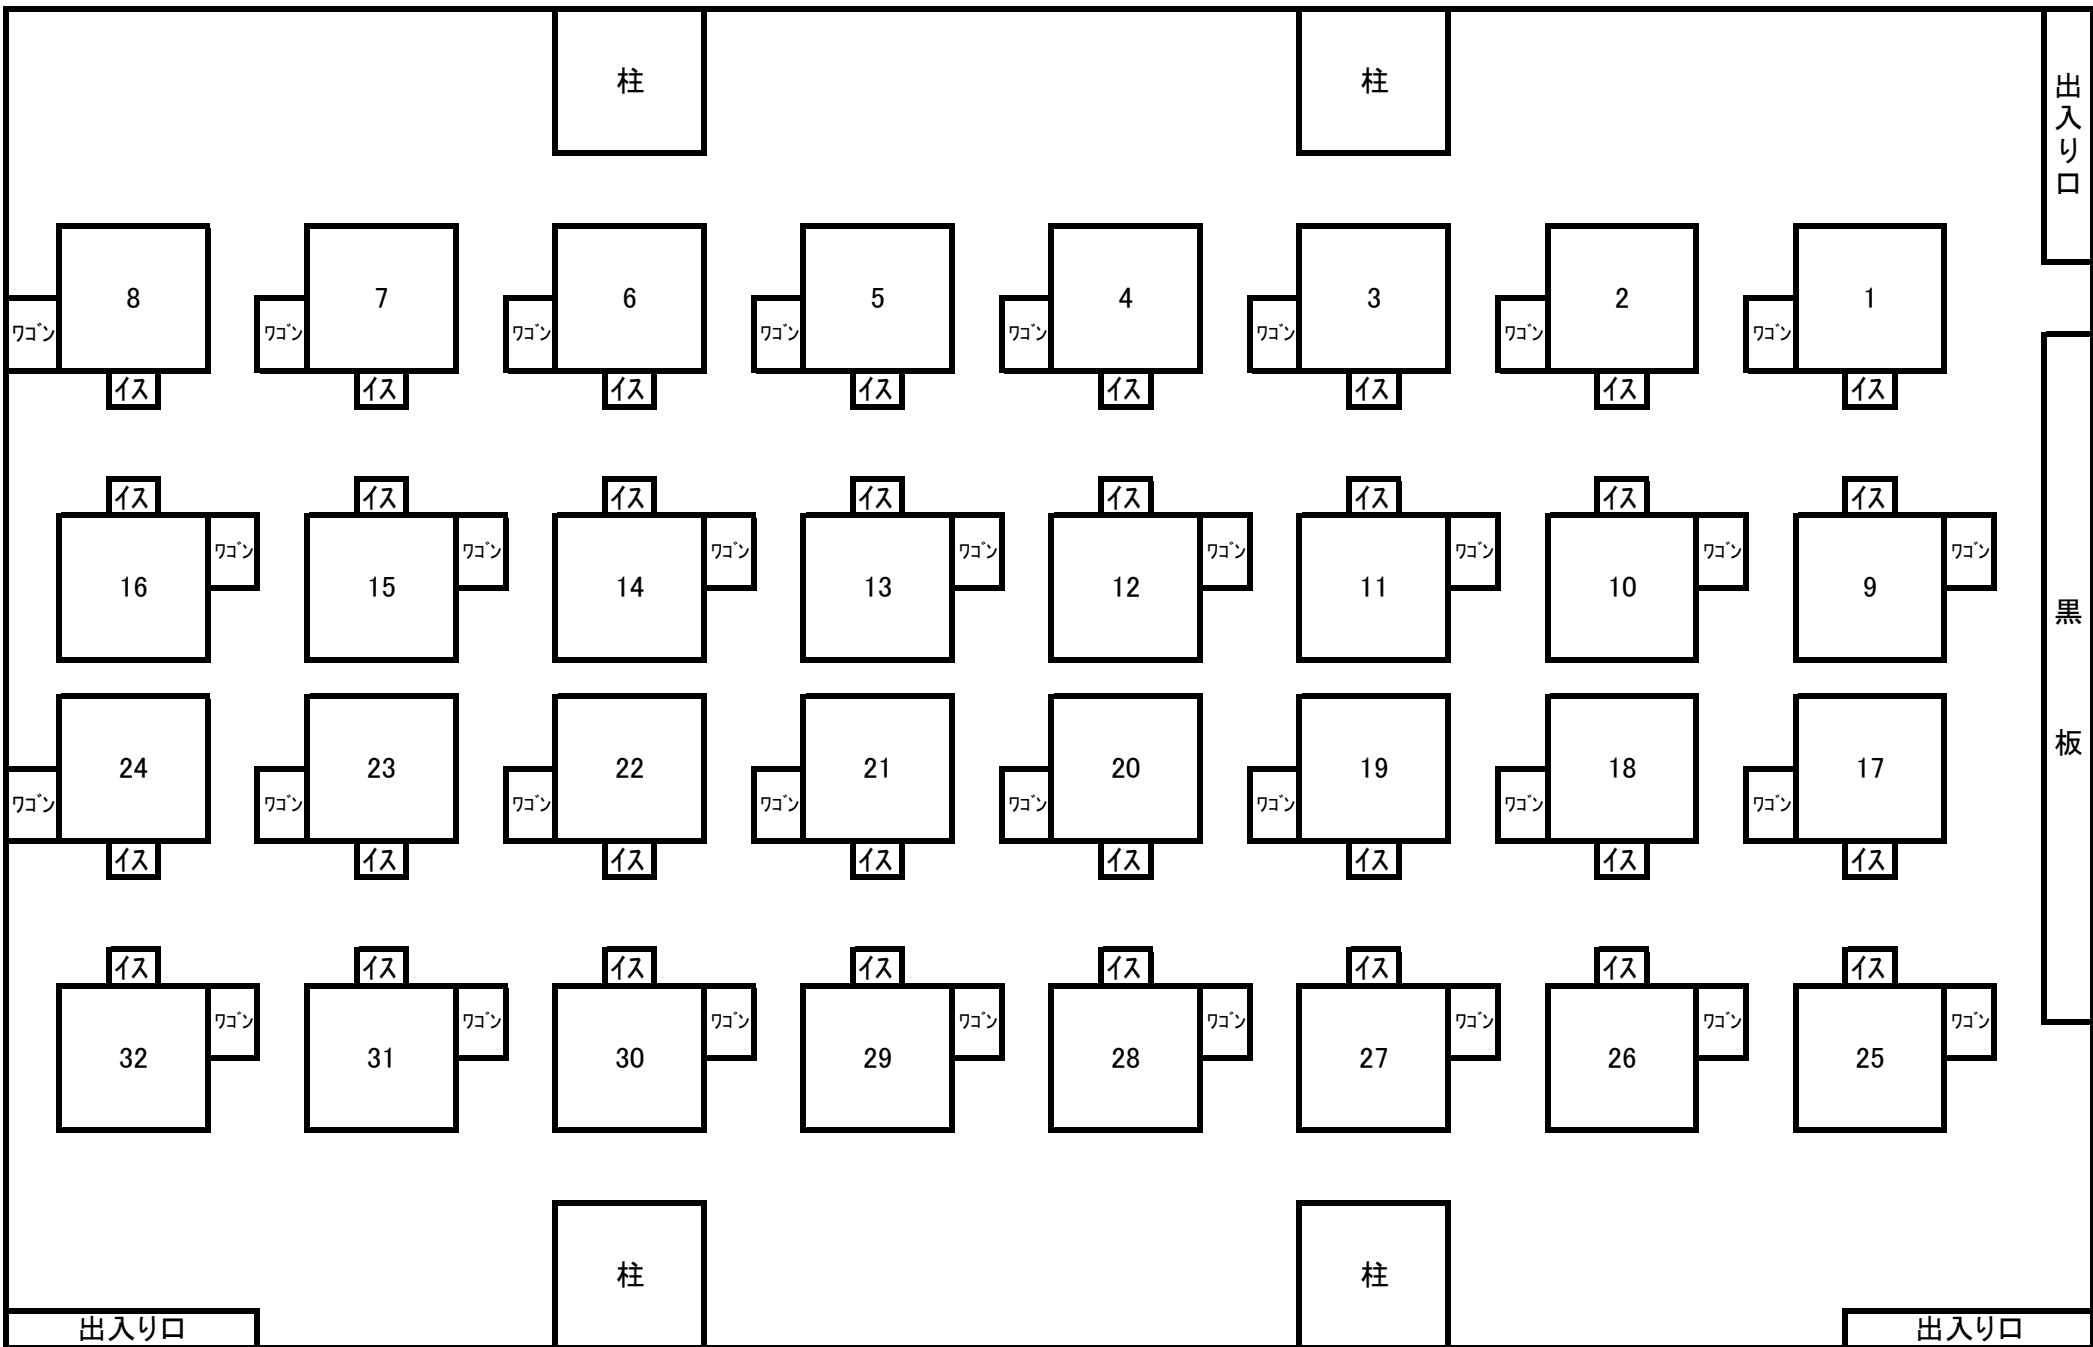 柱 柱
出入り口
8 7 6 5 4 3 2 1
ﾜｺﾞﾝ ﾜｺﾞﾝ ﾜｺﾞﾝ ﾜｺﾞﾝ ﾜｺﾞﾝ ﾜｺﾞﾝ ﾜｺﾞﾝ ﾜｺﾞﾝ
イス イス イス イス イス イス イス イス
イス イス イス イス イス イス イス イス
ﾜｺﾞﾝ ﾜｺﾞﾝ ﾜｺﾞﾝ ﾜｺﾞﾝ ﾜｺﾞﾝ ﾜｺﾞﾝ ﾜｺﾞﾝ ﾜｺﾞﾝ
16 15 14 13 12 11 10 9
黒板
24 23 22 21 20 19 18 17
ﾜｺﾞﾝ ﾜｺﾞﾝ ﾜｺﾞﾝ ﾜｺﾞﾝ ﾜｺﾞﾝ ﾜｺﾞﾝ ﾜｺﾞﾝ ﾜｺﾞﾝ
イス イス イス イス イス イス イス イス
イス イス イス イス イス イス イス イス
ﾜｺﾞﾝ ﾜｺﾞﾝ ﾜｺﾞﾝ ﾜｺﾞﾝ ﾜｺﾞﾝ ﾜｺﾞﾝ ﾜｺﾞﾝ ﾜｺﾞﾝ
32 31 30 29 28 27 26 25
柱 柱
出入り口 出入り口